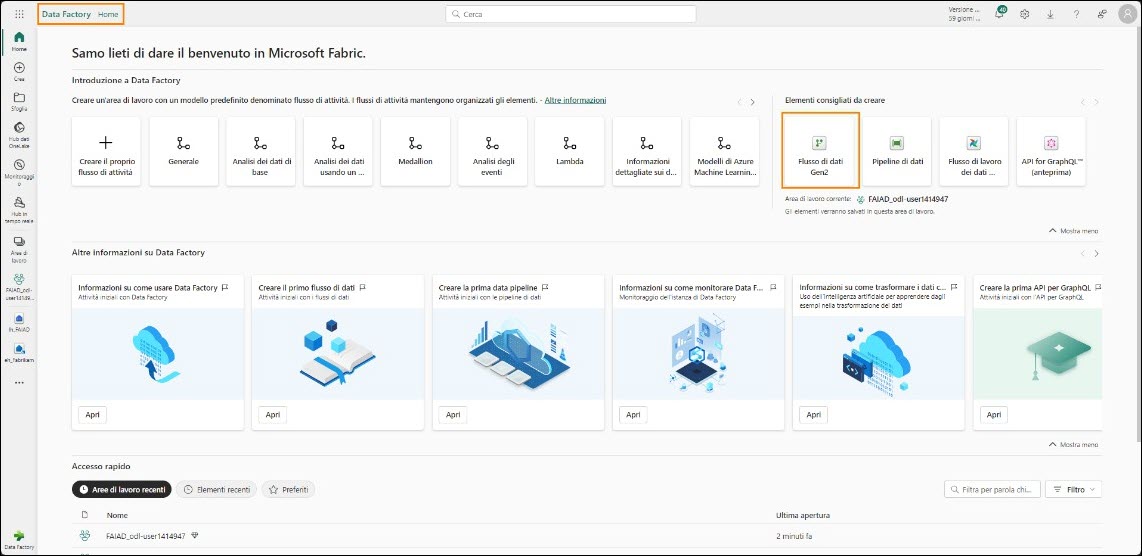 Data Factory Home
Cerca
Versione ...
59 giorni ...
40
Home
Crea
Sfoglia
Hub dati
OneLake
Monitoraggi
o
Hub in
tempo reale
Aree di
lavoro
FAIAD_odl-
user14149...
lh_FAIAD
eh_Fabrikam
Data Factory
Samo lieti di dare il benvenuto in Microsoft Fabric.
Introduzione a Data Factory
Creare un'area di lavoro con un modello predefinito denominato flusso di attività. I flussi di attività mantengono organizzati gli elementi. - Altre informazioni
Creare il proprio
flusso di attività
Generale
Analisi dei dati di
base
Analisi dei dati
usando un ...
Medallion
Analisi degli
eventi
Lambda
Informazioni
dettagliate sui d...
Modelli di Azure
Machine Learnin...
Elementi consigliati da creare
Flusso di dati
Gen2
Pipeline di dati
Flusso di lavoro
dei dati ...
API for GraphQL™
(anteprima)
Area di lavoro corrente: FAIAD_odl-user1414947
Gli elementi verranno salvati in questa area di lavoro.
Mostra meno
Altre informazioni su Data Factory
Informazioni su come usare Data Factory
Attività iniziali con Data Factory
Apri
Creare il primo flusso di dati
Attività iniziali con i flussi di dati
Apri
Creare la prima data pipeline
Attività iniziali con le pipeline di dati
Apri
Informazioni su come monitorare Data F...
Monitoraggio dell'istanza di Data Factory
Apri
Informazioni su come trasformare i dati c...
Uso dell'intelligenza artificiale per apprendere dagli
esempi nella trasformazione dei dati
Apri
Creare la prima API per GraphQL
Attività iniziali con l'API per GraphQL
Apri
Mostra meno
Accesso rapido
Aree di lavoro recenti
Elementi recenti
Preferiti
Filtra per parola chi...
Filtro
Nome
Ultima apertura
FAIAD_odl-user1414947
2 minuti fa